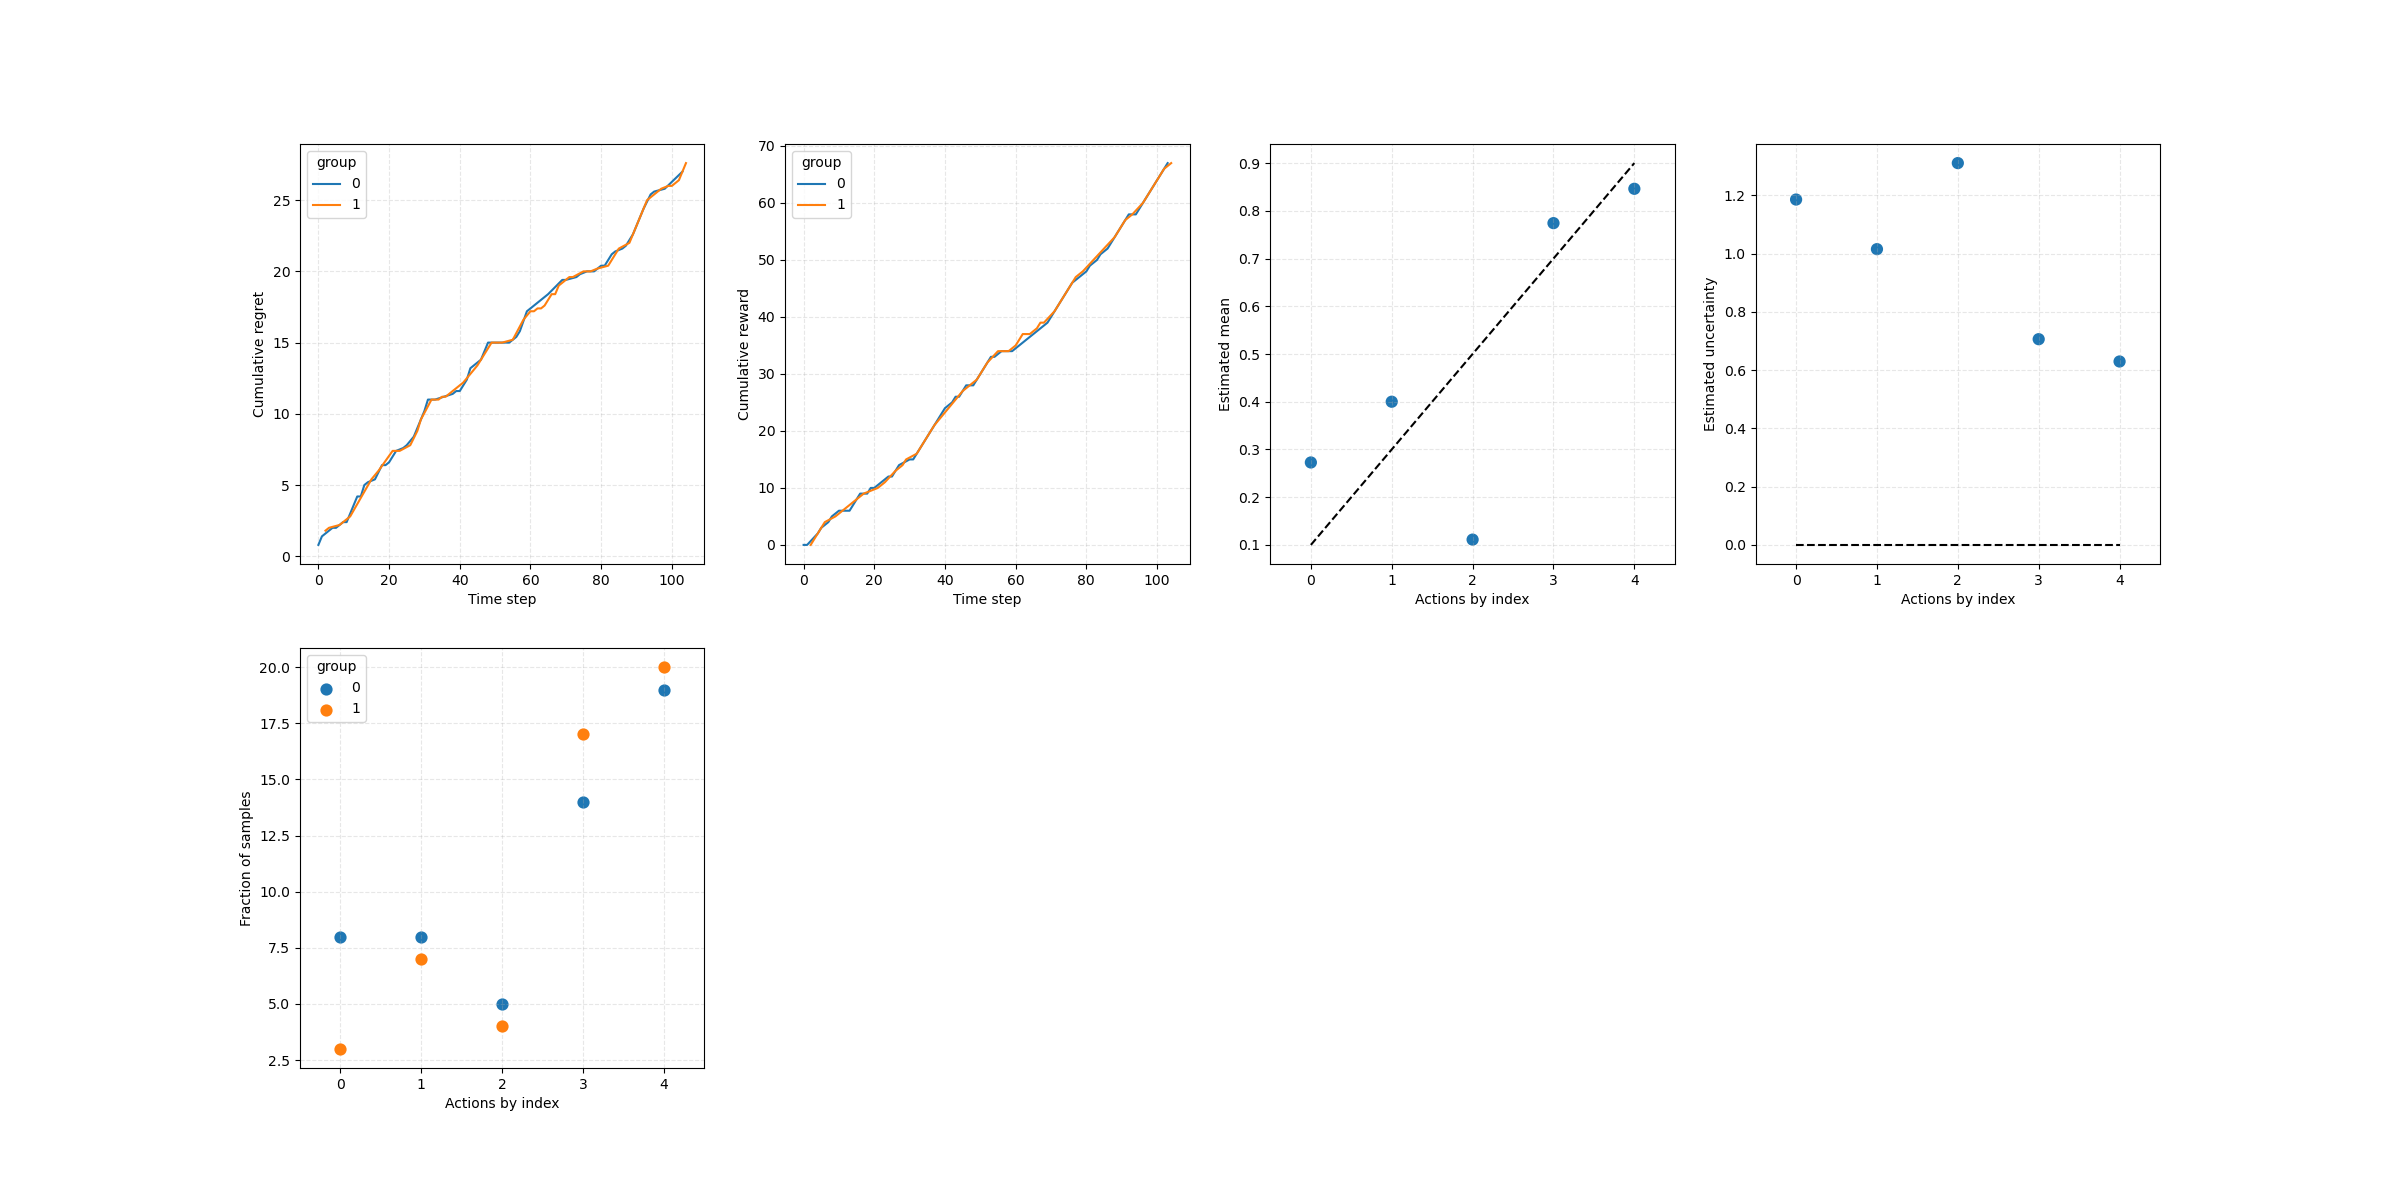 group
0
1
25
20
15
10
5
0
0 20 40 60 80 100
Time step
Cumulative regret
group
0
1
70
60
50
40
30
20
10
0
0 20 40 60 80 100
Time step
Cumulative reward
0.9
0.8
0.7
0.6
0.5
0.4
0.3
0.2
0.1
0 1 2 3 4
Actions by index
Estimated mean
1.2
1.0
0.8
0.6
0.4
0.2
0.0
0 1 2 3 4
Actions by index
Estimated uncertainty
group
0
1
20.0
17.5
15.0
12.5
10.0
7.5
5.0
2.5
0 1 2 3 4
Actions by index
Fraction of samples